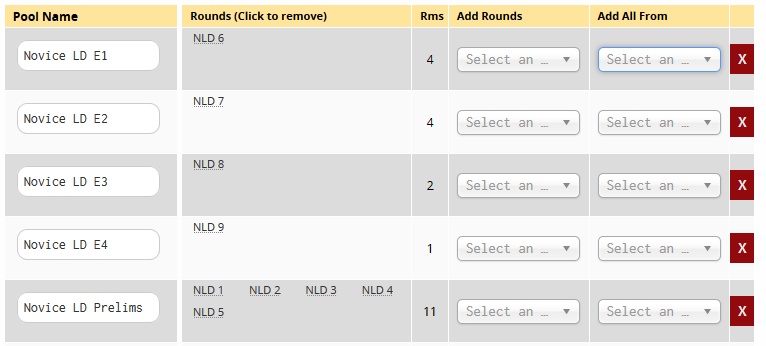 Pool Name Rounds (Click to remove) Rms Add Rounds Add All From
Novice LD E1 NLD 6 4 Select an … Select an … X
Novice LD E2 NLD 7 4 Select an … Select an … X
Novice LD E3 NLD 8 2 Select an … Select an … X
Novice LD E4 NLD 9 1 Select an … Select an … X
Novice LD Prelims NLD 1 NLD 2 NLD 3 NLD 4 11 Select an … Select an … X
NLD 5